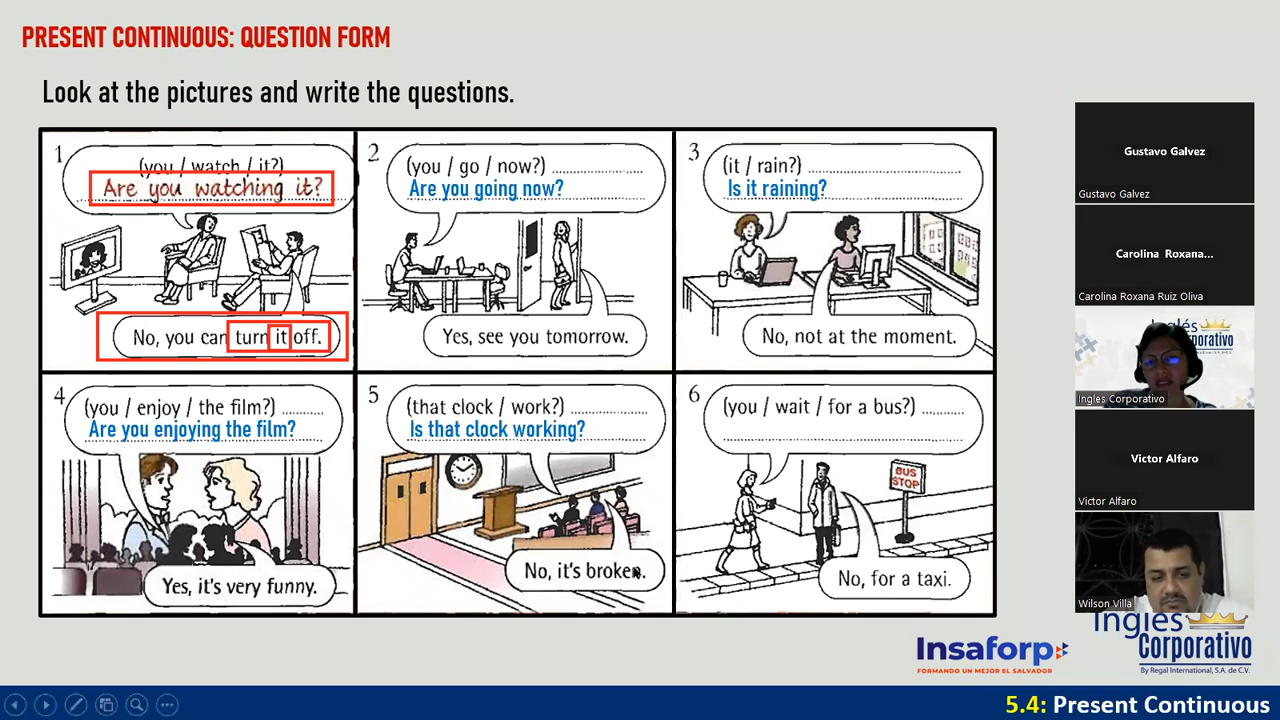 PRESENT CONTINUOUS: QUESTION FORM
Look at the pictures and write the questions.
1
(you / watch / it?)
Are you watching it?
No, you can turn it off.
2
(you / go / now?)
Are you going now?
Yes, see you tomorrow.
3
(it / rain?)
Is it raining?
No, not at the moment.
4
(you / enjoy / the film?)
Are you enjoying the film?
Yes, it's very funny.
5
(that clock / work?)
Is that clock working?
No, it's broken.
6
(you / wait / for a bus?)
BUS
STOP
No, for a taxi.
Gustavo Galvez
Gustavo Galvez
Carolina Roxana...
Carolina Roxana Ruiz Oliva
Inglés
Corporativo
Ingles Corporativo
Victor Alfaro
Victor Alfaro
Wilson Villa
Insaforp
FORMANDO UN MEJOR EL SALVADOR
Inglés
Corporativo
By Regal International, S.A. de C.V.
5.4: Present Continuous